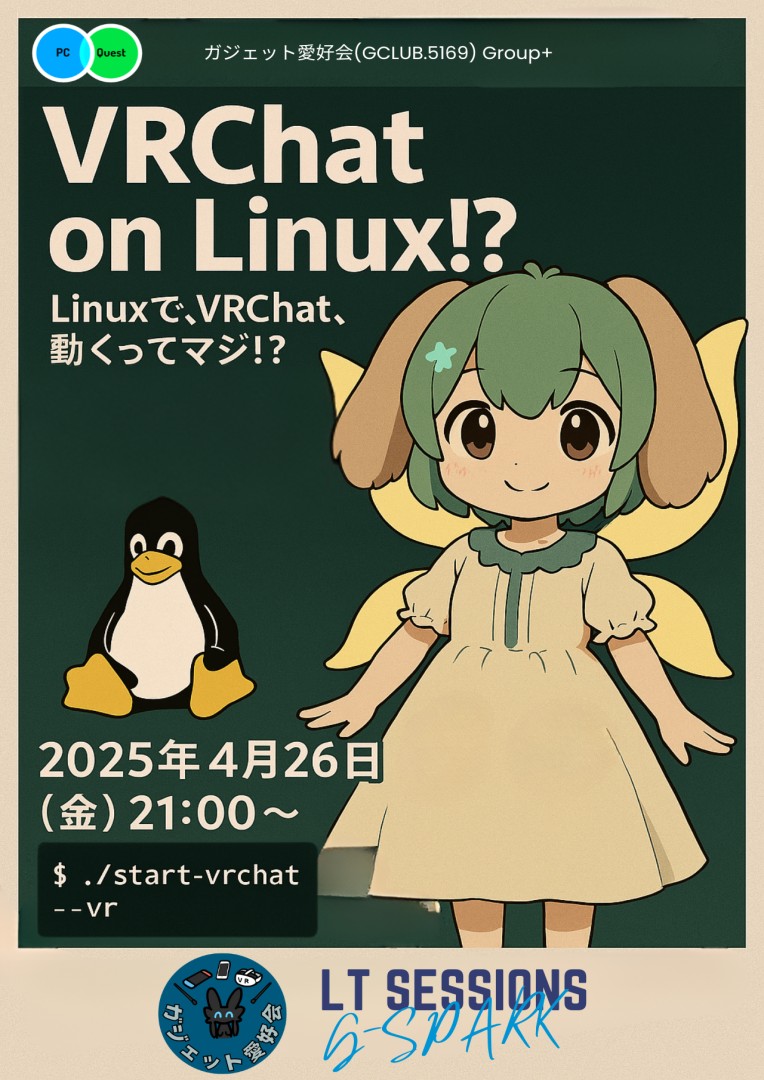 PC
Quest
ガジェット愛好会(GCLUB.5169) Group+
VRChat
on Linux!?
Linuxで、VRChat、
動くってマジ!?
2025年4月26日
(金) 21:00～
$ ./start-vrchat
--vr
VR
ガジェット愛好会
LT SESSIONS
G-SPARK